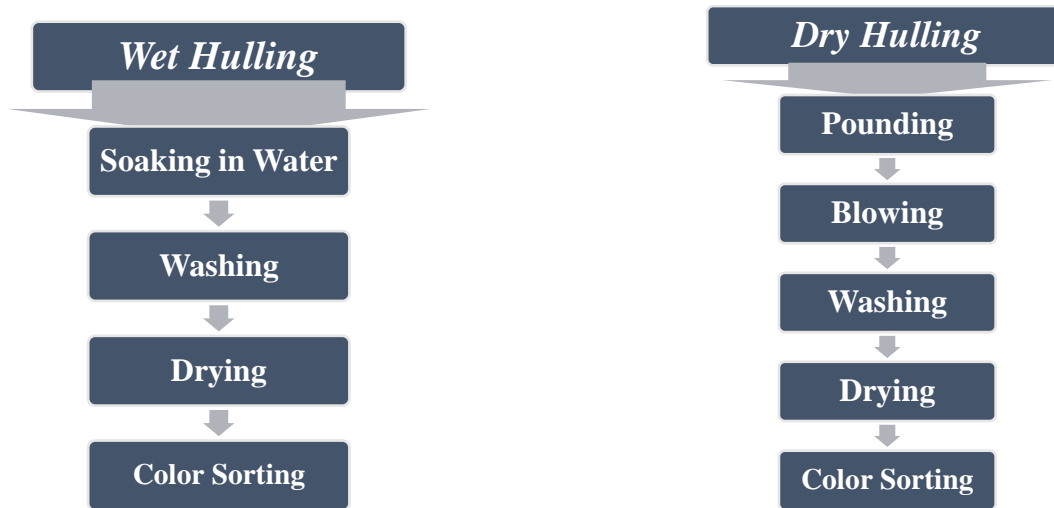 Wet Hulling
Soaking in Water
Washing
Drying
Color Sorting
Dry Hulling
Pounding
Blowing
Washing
Drying
Color Sorting